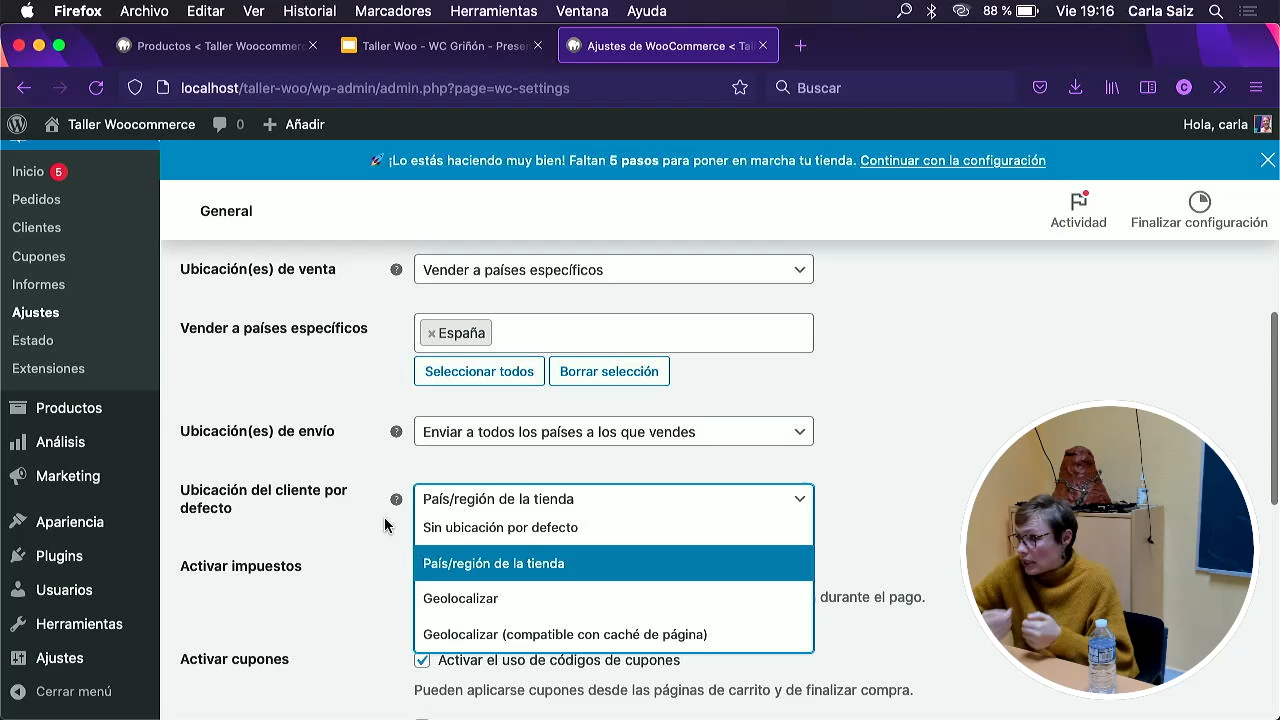 Firefox Archivo Editar Ver Historial Marcadores Herramientas Ventana Ayuda 88 % Vie 19:16 Carla Saiz
Productos < Taller Woocommerc
Taller Woo - WC Griñón - Prese
Ajustes de WooCommerce < Tal
localhost/taller-woo/wp-admin/admin.php?page=wc-settings
Buscar
Taller Woocommerce 0 Añadir Hola, carla
¡Lo estás haciendo muy bien! Faltan 5 pasos para poner en marcha tu tienda. Continuar con la configuración
Inicio 5
Pedidos
Clientes
Cupones
Informes
Ajustes
Estado
Extensiones
Productos
Análisis
Marketing
Apariencia
Plugins
Usuarios
Herramientas
Ajustes
Cerrar menú
General
Actividad
Finalizar configuración
Ubicación(es) de venta
Vender a países específicos
Vender a países específicos
× España
Seleccionar todos
Borrar selección
Ubicación(es) de envío
Enviar a todos los países a los que vendes
Ubicación del cliente por
defecto
País/región de la tienda
Sin ubicación por defecto
País/región de la tienda
Geolocalizar
Geolocalizar (compatible con caché de página)
Activar impuestos
durante el pago.
Activar cupones
Activar el uso de códigos de cupones
Pueden aplicarse cupones desde las páginas de carrito y de finalizar compra.